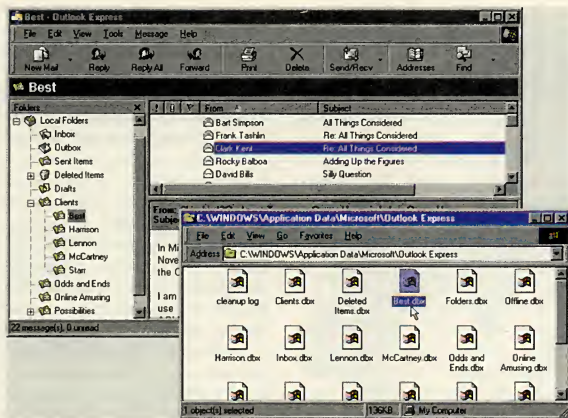 Best - Outlook Express
File Edit View Tools Message Help
New Mail Reply Reply All Forward Print Delete Send/Recv Addresses Find
Best
Folders
! From Subject
Local Folders
Inbox
Outbox
Sent Items
Deleted Items
Drafts
Clients
Best
Harrison
Lennon
McCartney
Starr
Odds and Ends
Online Amusing
Possibilities
Bart Simpson All Things Considered
Frank Tashlin Re: All Things Considered
Clark Kent Re: All Things Considered
Rocky Balboa Adding Up the Figures
David Bills Silly Question
From:
Subje
In Mi
Nove
the C
I am
use
22 message(s), 0 unread
C:\WINDOWS\Application Data\Microsoft\Outlook Express
File Edit View Go Favorites Help
Address C:\WINDOWS\Application Data\Microsoft\Outlook Express
cleanup log Clients.dbx Deleted Items.dbx Best.dbx Folders.dbx Offline.dbx
Harrison.dbx Inbox.dbx Lennon.dbx McCartney.dbx Odds and Ends.dbx Online Amusing.dbx
1 object(s) selected 136KB My Computer